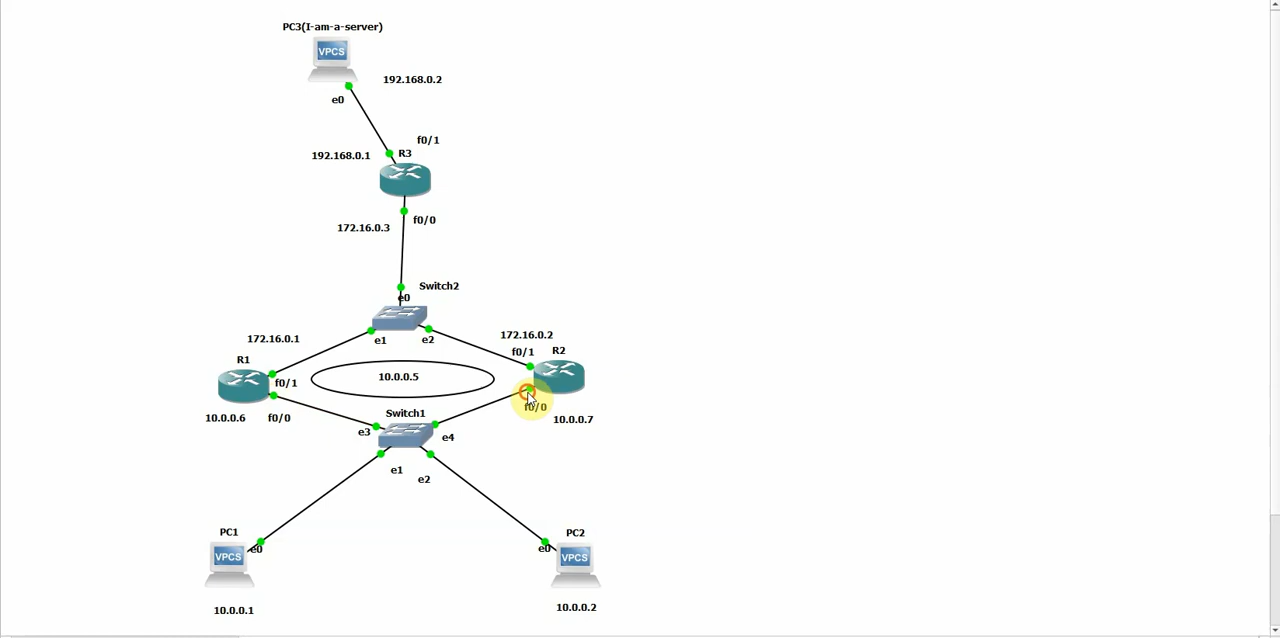 PC3(I-am-a-server)
VPCS
192.168.0.2
e0
f0/1
R3
192.168.0.1
f0/0
172.16.0.3
Switch2
e0
172.16.0.1
172.16.0.2
e1
e2
f0/1
R2
R1
10.0.0.5
f0/1
f0/0
10.0.0.6
f0/0
Switch1
10.0.0.7
e3
e4
e1
e2
PC1
PC2
e0
e0
VPCS
VPCS
10.0.0.1
10.0.0.2